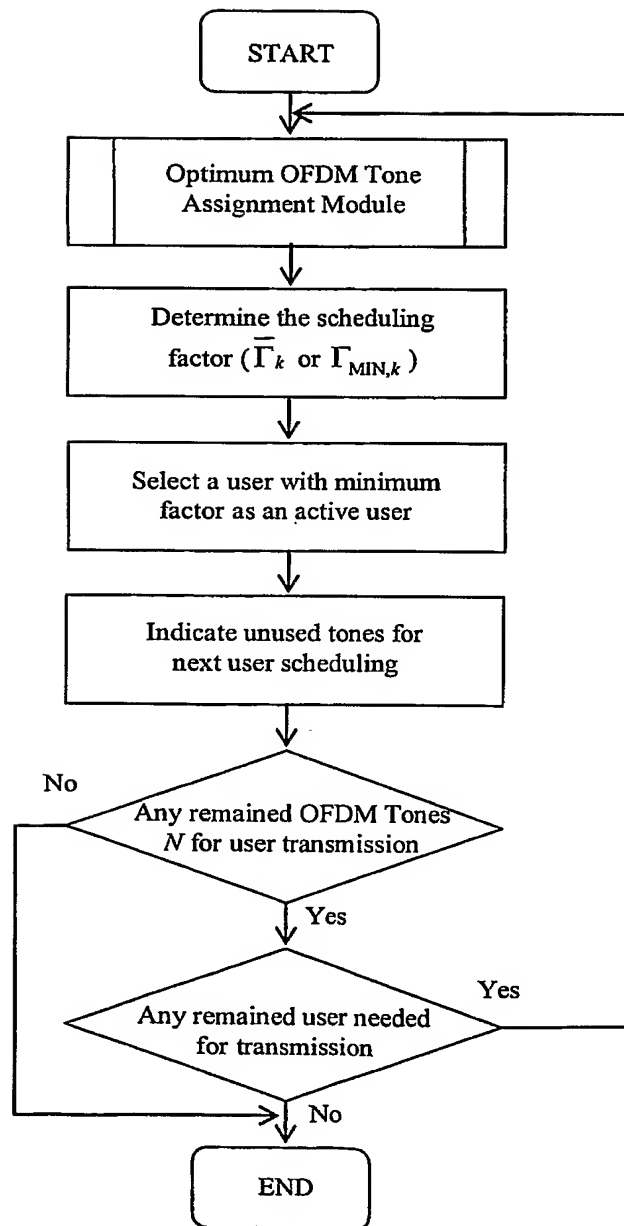 START
Optimum OFDM Tone
Assignment Module
Determine the scheduling
factor ( Γ̄k or ΓMIN,k )
Select a user with minimum
factor as an active user
Indicate unused tones for
next user scheduling
No
Any remained OFDM Tones
N for user transmission
Yes
Yes
Any remained user needed
for transmission
No
END